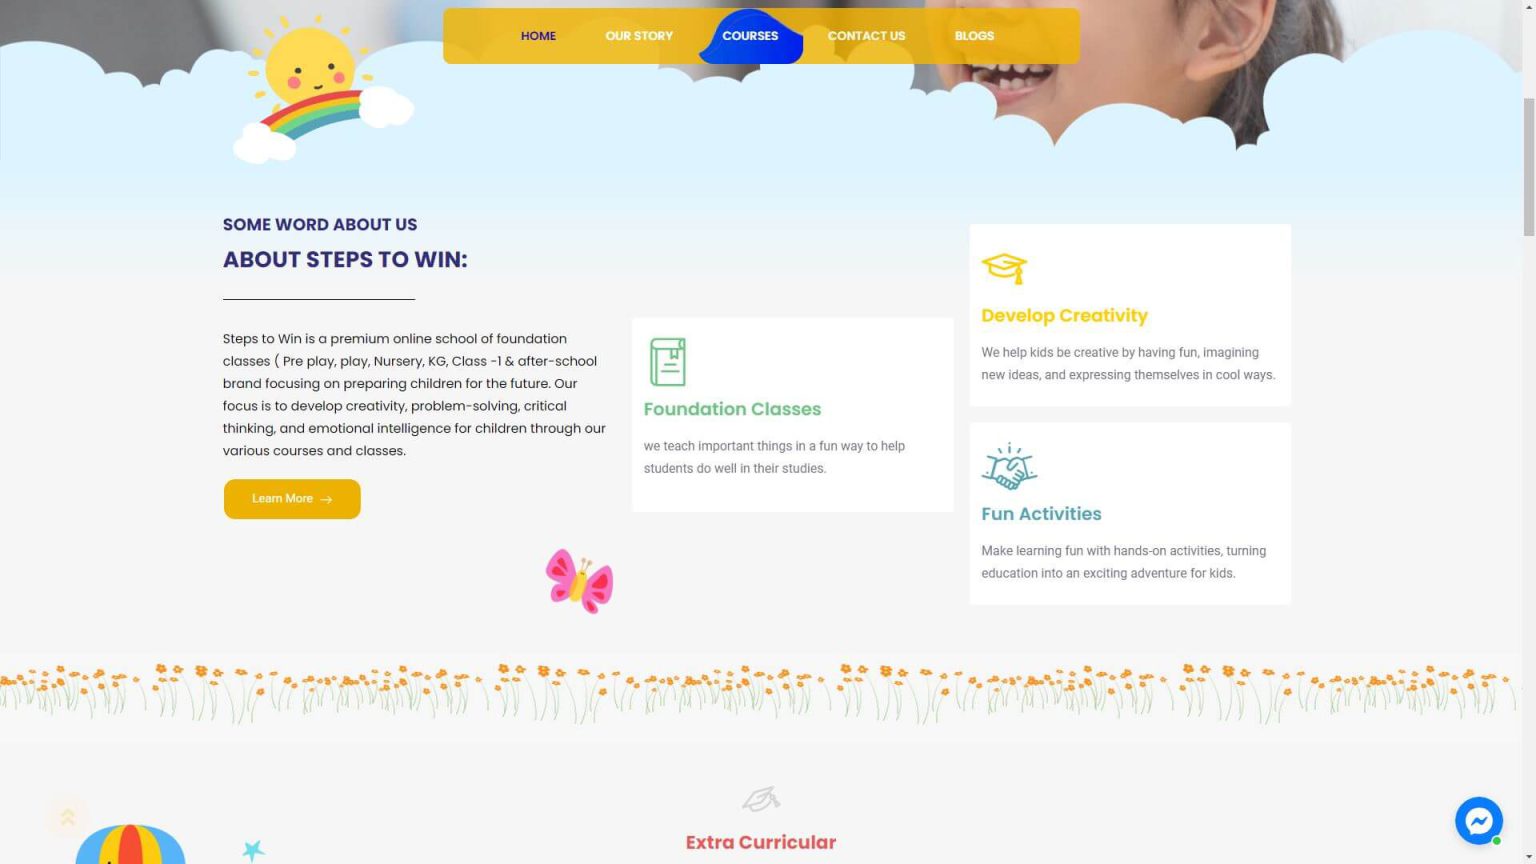 HOME
OUR STORY
COURSES
CONTACT US
BLOGS
SOME WORD ABOUT US
ABOUT STEPS TO WIN:
Steps to Win is a premium online school of foundation
classes ( Pre play, play, Nursery, KG, Class -1 & after-school
brand focusing on preparing children for the future. Our
focus is to develop creativity, problem-solving, critical
thinking, and emotional intelligence for children through our
various courses and classes.
Learn More
Foundation Classes
we teach important things in a fun way to help
students do well in their studies.
Develop Creativity
We help kids be creative by having fun, imagining
new ideas, and expressing themselves in cool ways.
Fun Activities
Make learning fun with hands-on activities, turning
education into an exciting adventure for kids.
Extra Curricular